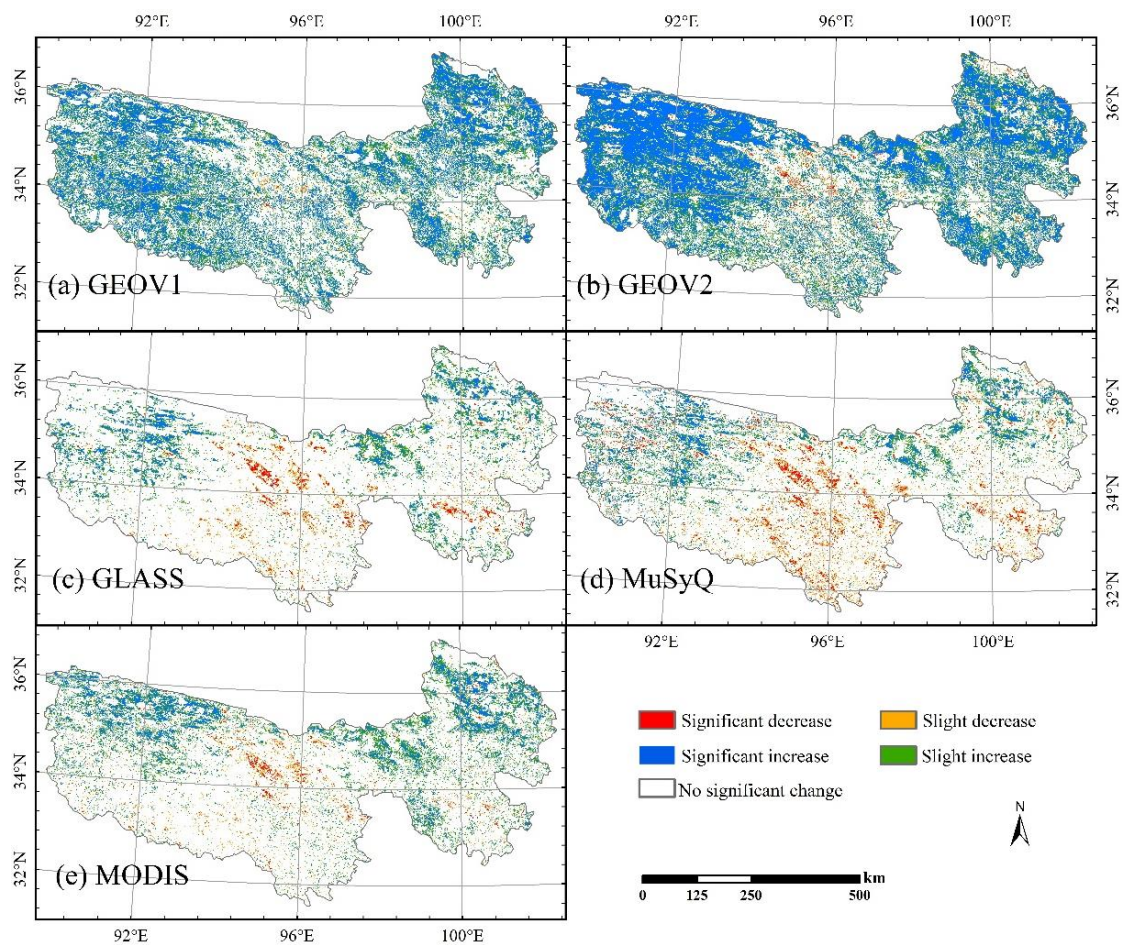 92°E 96°E 100°E 92°E 96°E 100°E
36°N 34°N 32°N
(a) GEOV1
(b) GEOV2
36°N 34°N 32°N
36°N 34°N 32°N
(c) GLASS
(d) MuSyQ
36°N 34°N 32°N
92°E 96°E 100°E
36°N 34°N 32°N
(e) MODIS
92°E 96°E 100°E
Significant decrease
Slight decrease
Significant increase
Slight increase
No significant change
N
km
0 125 250 500